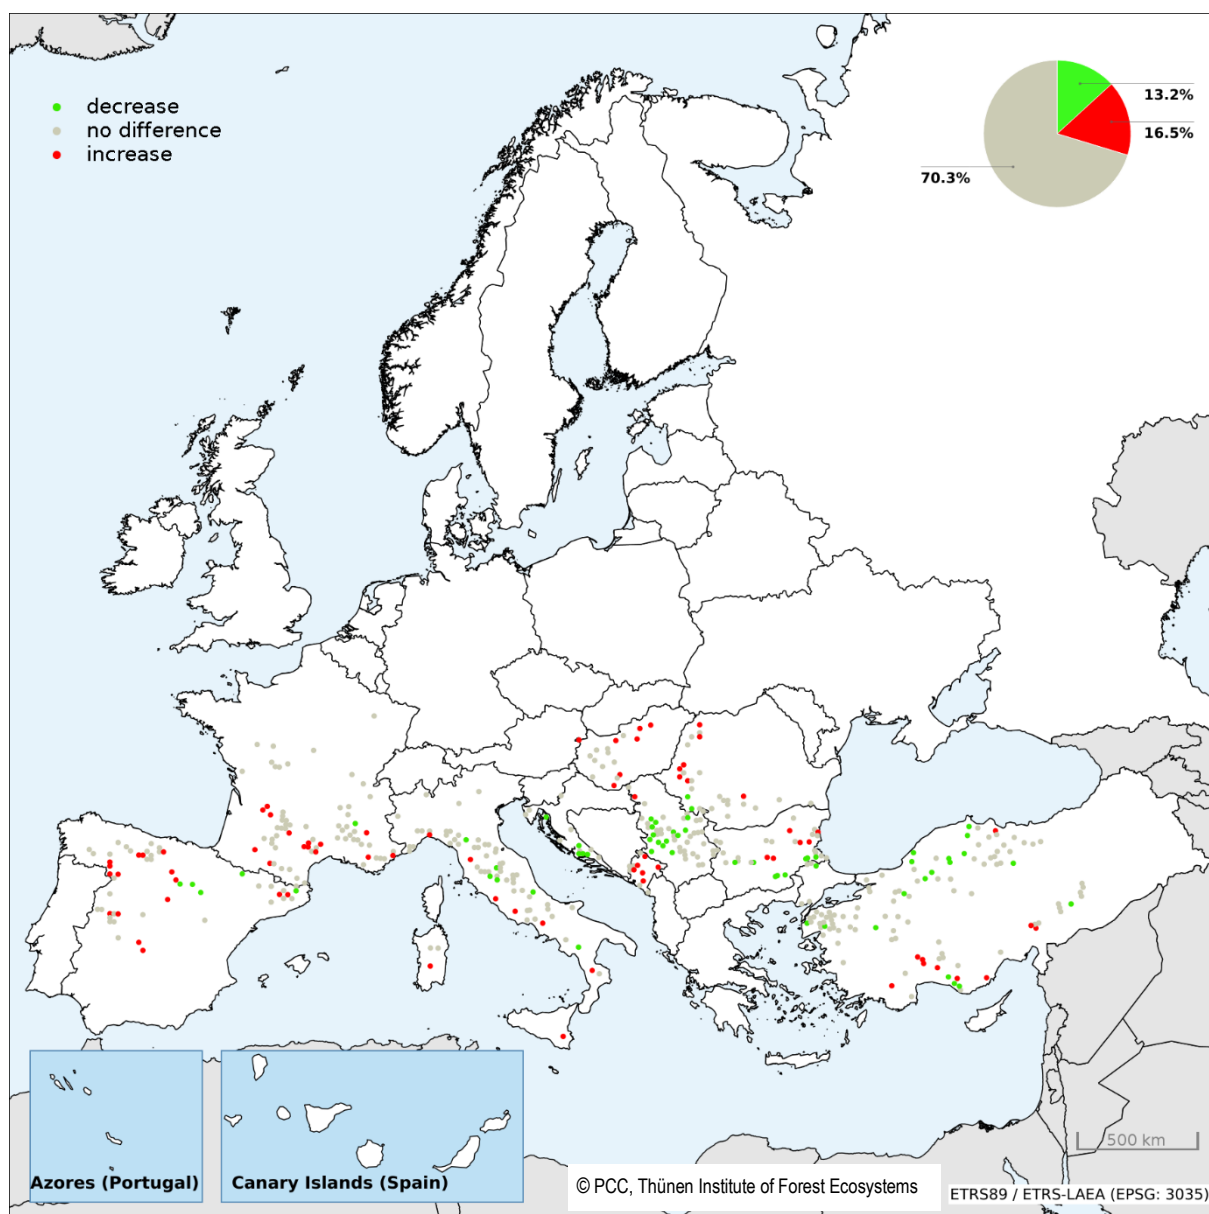 decrease
no difference
increase
13.2%
16.5%
70.3%
500 km
Azores (Portugal)
Canary Islands (Spain)
© PCC, Thünen Institute of Forest Ecosystems
ETRS89 / ETRS-LAEA (EPSG: 3035)